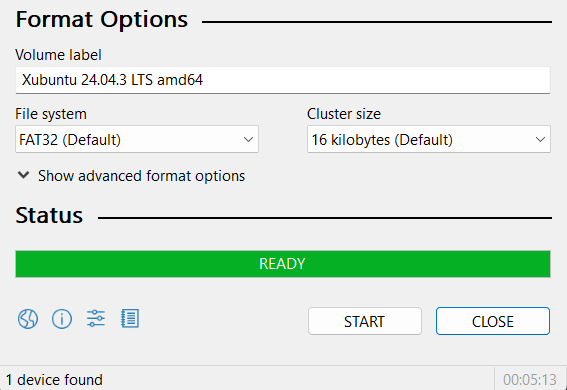 Format Options
Volume label
Xubuntu 24.04.3 LTS amd64
File system
Cluster size
FAT32 (Default)
16 kilobytes (Default)
Show advanced format options
Status
READY
START
CLOSE
1 device found
00:05:13